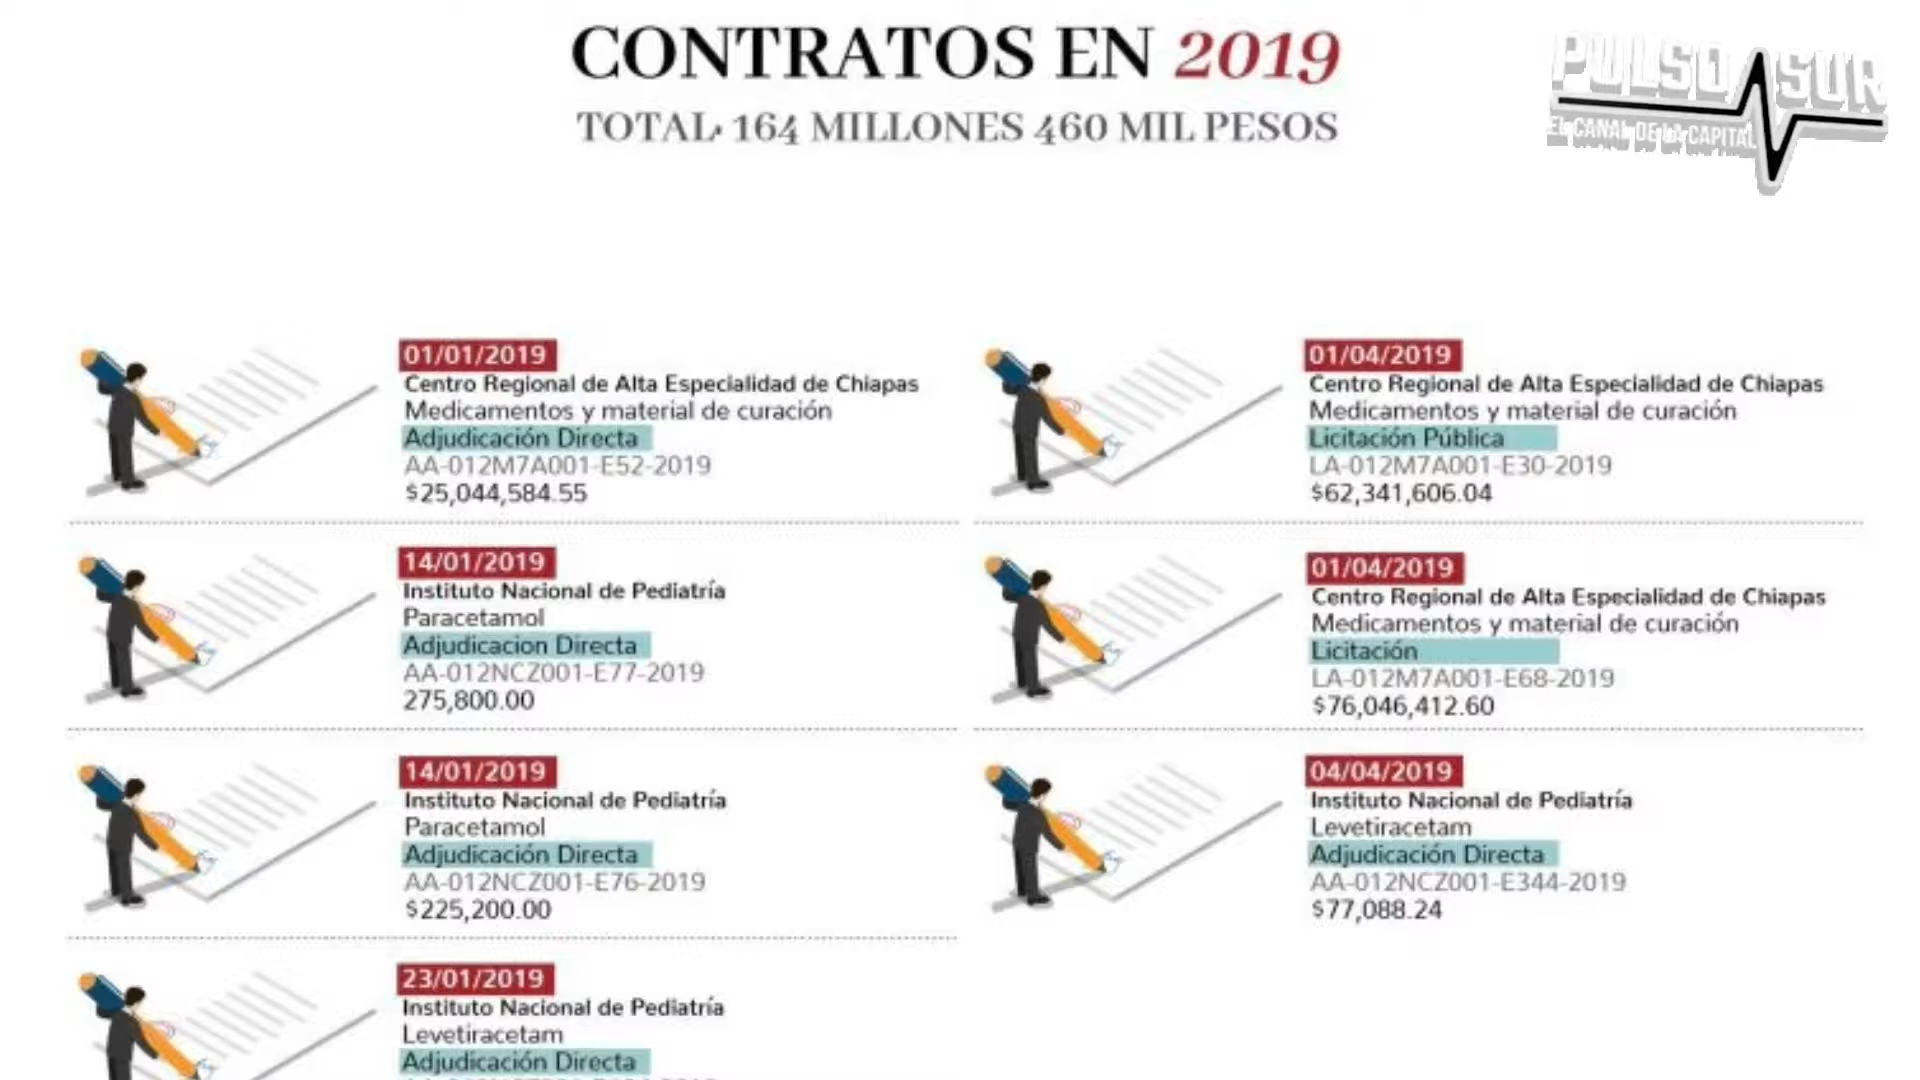 CONTRATOS EN 2019
TOTAL: 164 MILLONES 460 MIL PESOS
PULSO SUR
EL CANAL DE LA CAPITAL
01/01/2019
Centro Regional de Alta Especialidad de Chiapas
Medicamentos y material de curación
Adjudicación Directa
AA-012M7A001-E52-2019
$25,044,584.55
14/01/2019
Instituto Nacional de Pediatría
Paracetamol
Adjudicacion Directa
AA-012NCZ001-E77-2019
275,800.00
14/01/2019
Instituto Nacional de Pediatría
Paracetamol
Adjudicación Directa
AA-012NCZ001-E76-2019
$225,200.00
23/01/2019
Instituto Nacional de Pediatría
Levetiracetam
Adjudicación Directa
01/04/2019
Centro Regional de Alta Especialidad de Chiapas
Medicamentos y material de curación
Licitación Pública
LA-012M7A001-E30-2019
$62,341,606.04
01/04/2019
Centro Regional de Alta Especialidad de Chiapas
Medicamentos y material de curación
Licitación
LA-012M7A001-E68-2019
$76,046,412.60
04/04/2019
Instituto Nacional de Pediatría
Levetiracetam
Adjudicación Directa
AA-012NCZ001-E344-2019
$77,088.24